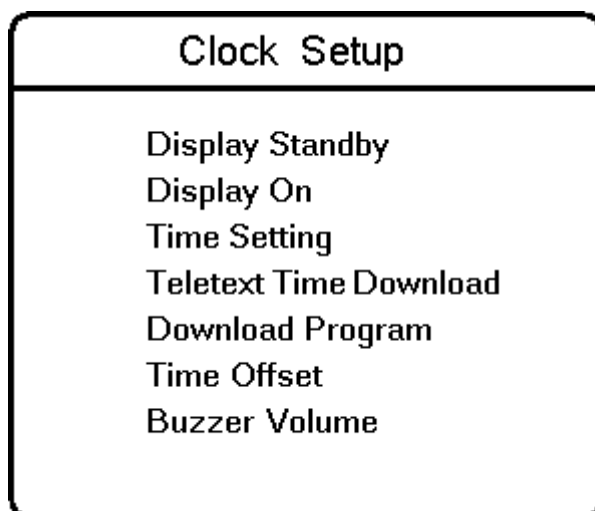 Clock Setup
Display Standby
Display On
Time Setting
Teletext Time Download
Download Program
Time Offset
Buzzer Volume